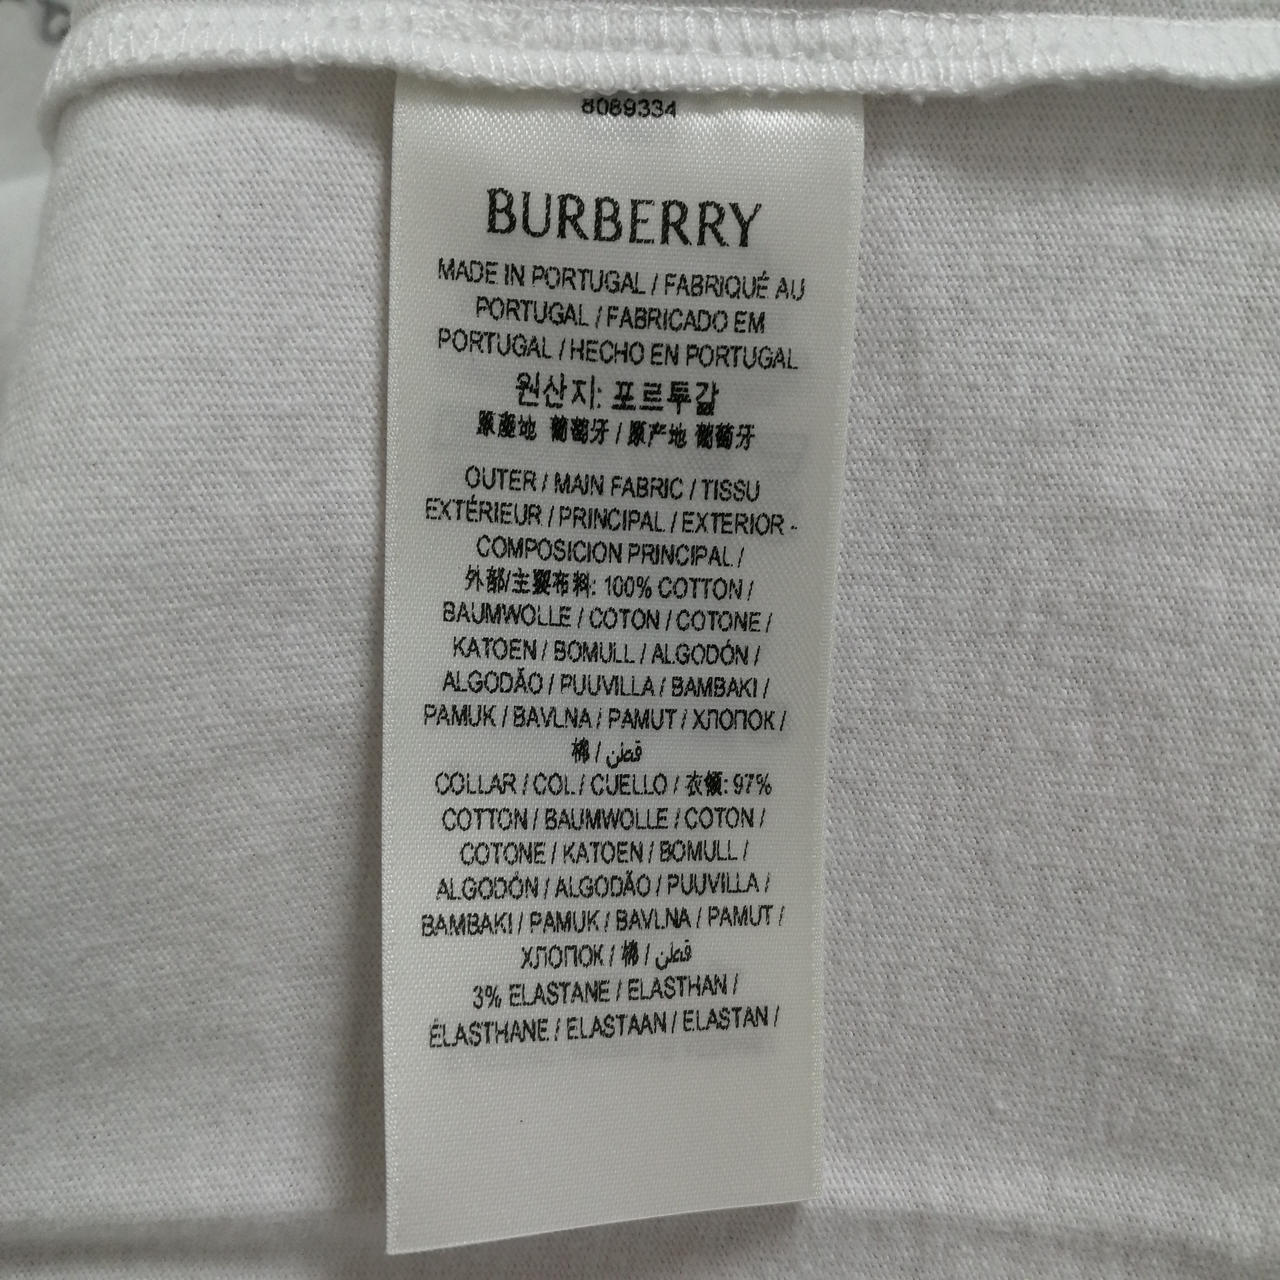 8089334
BURBERRY
MADE IN PORTUGAL / FABRIQUÉ AU
PORTUGAL / FABRICADO EM
PORTUGAL / HECHO EN PORTUGAL
원산지: 포르투갈
原產地 葡萄牙 / 原产地 葡萄牙
OUTER / MAIN FABRIC / TISSU
EXTÉRIEUR / PRINCIPAL / EXTERIOR -
COMPOSICION PRINCIPAL /
外部/主要布料: 100% COTTON /
BAUMWOLLE / COTON / COTONE /
KATOEN / BOMULL / ALGODÓN /
ALGODÃO / PUUVILLA / BAMBAKI /
PAMUK / BAVLNA / PAMUT / ХЛОПОК /
棉 / قطن
COLLAR / COL / CUELLO / 衣领: 97%
COTTON / BAUMWOLLE / COTON /
COTONE / KATOEN / BOMULL /
ALGODÓN / ALGODÃO / PUUVILLA /
BAMBAKI / PAMUK / BAVLNA / PAMUT /
ХЛОПОК / 棉 / قطن
3% ELASTANE / ELASTHAN /
ÉLASTHANE / ELASTAAN / ELASTAN /